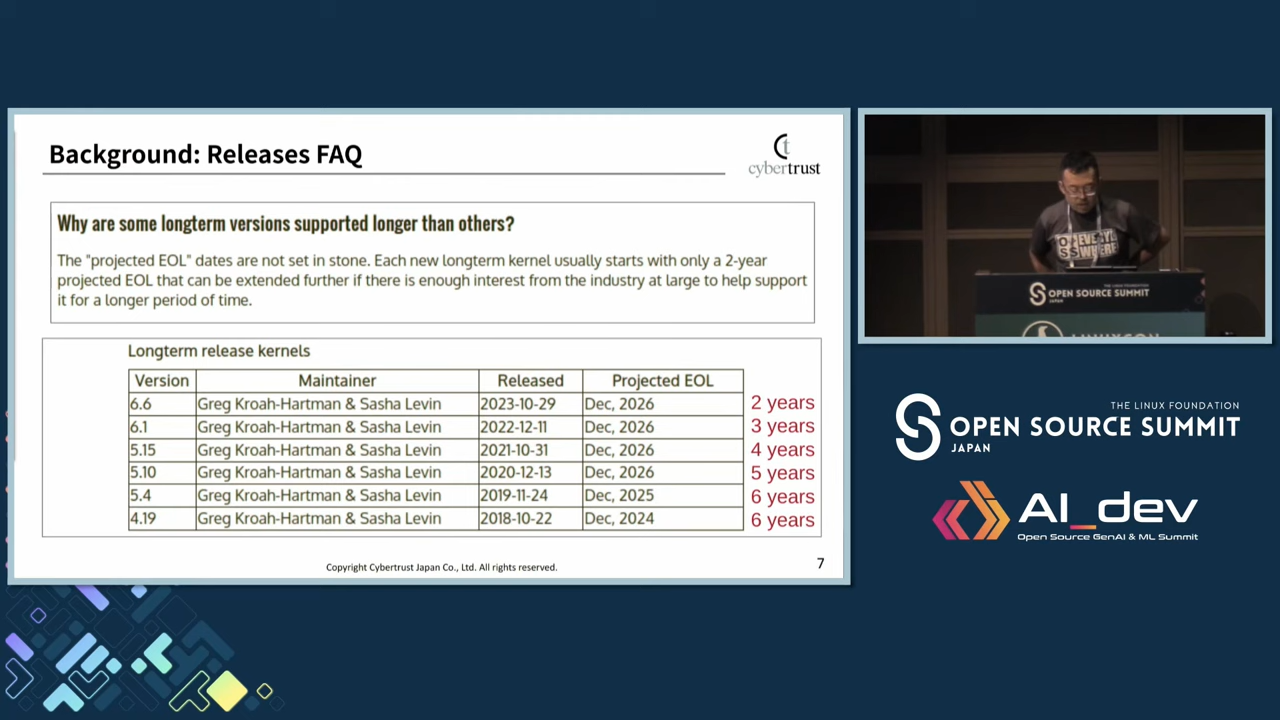 Background: Releases FAQ
cybertrust
Why are some longterm versions supported longer than others?
The "projected EOL" dates are not set in stone. Each new longterm kernel usually starts with only a 2-year
projected EOL that can be extended further if there is enough interest from the industry at large to help support
it for a longer period of time.
Longterm release kernels
Version Maintainer Released Projected EOL
6.6 Greg Kroah-Hartman & Sasha Levin 2023-10-29 Dec, 2026 2 years
6.1 Greg Kroah-Hartman & Sasha Levin 2022-12-11 Dec, 2026 3 years
5.15 Greg Kroah-Hartman & Sasha Levin 2021-10-31 Dec, 2026 4 years
5.10 Greg Kroah-Hartman & Sasha Levin 2020-12-13 Dec, 2026 5 years
5.4 Greg Kroah-Hartman & Sasha Levin 2019-11-24 Dec, 2025 6 years
4.19 Greg Kroah-Hartman & Sasha Levin 2018-10-22 Dec, 2024 6 years
Copyright Cybertrust Japan Co., Ltd. All rights reserved.
7
OPEN SOURCE SUMMIT
THE LINUX FOUNDATION
OPEN SOURCE SUMMIT
JAPAN
AI_dev
Open Source GenAI & ML Summit